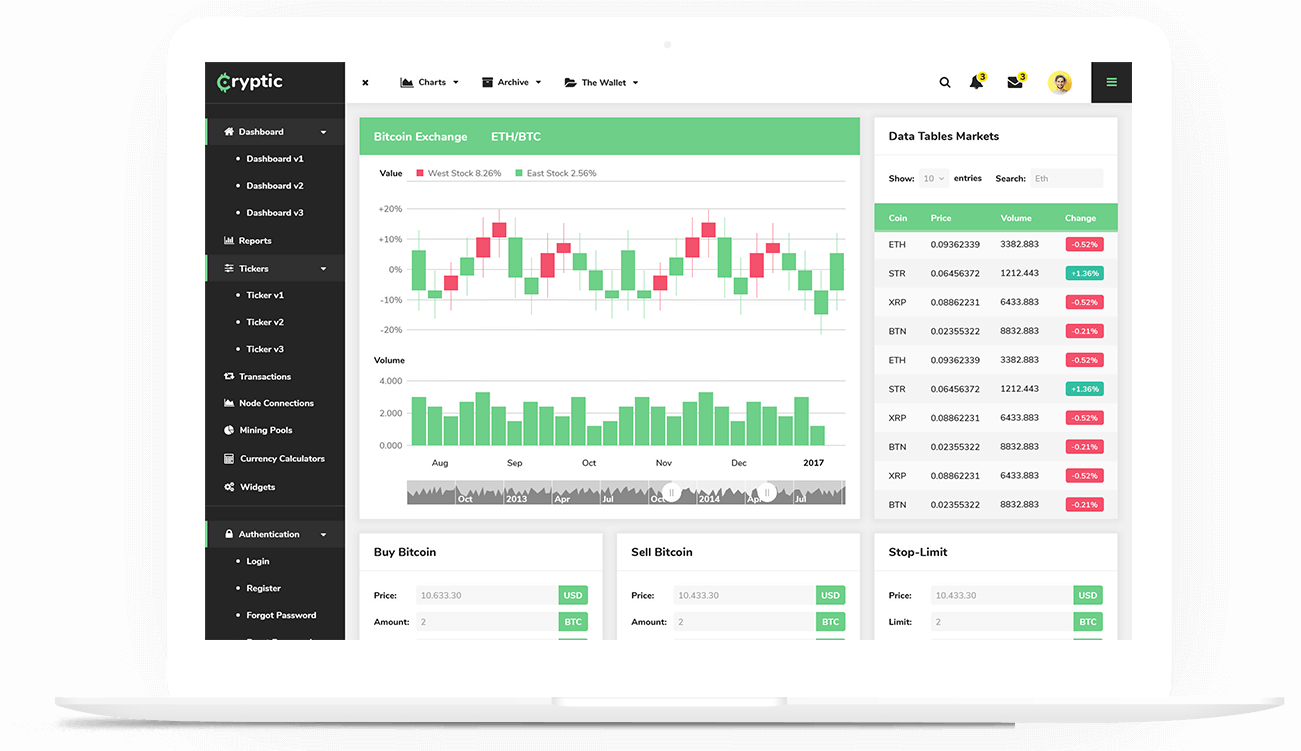 Cryptic
Charts
Archive
The Wallet
3
3
Dashboard
Dashboard v1
Dashboard v2
Dashboard v3
Reports
Tickers
Ticker v1
Ticker v2
Ticker v3
Transactions
Node Connections
Mining Pools
Currency Calculators
Widgets
Authentication
Login
Register
Forgot Password
Bitcoin Exchange ETH/BTC
Value West Stock 8.26% East Stock 2.56%
+20%
+10%
0%
-10%
-20%
Volume
4.000
2.000
0.000
Aug Sep Oct Nov Dec 2017
Oct 2013 Apr Jul Oct 2014 Apr Jul
Data Tables Markets
Show: 10 entries Search: Eth
Coin Price Volume Change
ETH 0.09362339 3382.883 -0.52%
STR 0.06456372 1212.443 +1.36%
XRP 0.08862231 6433.883 -0.52%
BTN 0.02355322 8832.883 -0.21%
ETH 0.09362339 3382.883 -0.52%
STR 0.06456372 1212.443 +1.36%
XRP 0.08862231 6433.883 -0.52%
BTN 0.02355322 8832.883 -0.21%
XRP 0.08862231 6433.883 -0.52%
BTN 0.02355322 8832.883 -0.21%
Buy Bitcoin
Price: 10.633.30 USD
Amount: 2 BTC
Sell Bitcoin
Price: 10.433.30 USD
Amount: 2 BTC
Stop-Limit
Price: 10.433.30 USD
Limit: 2 BTC